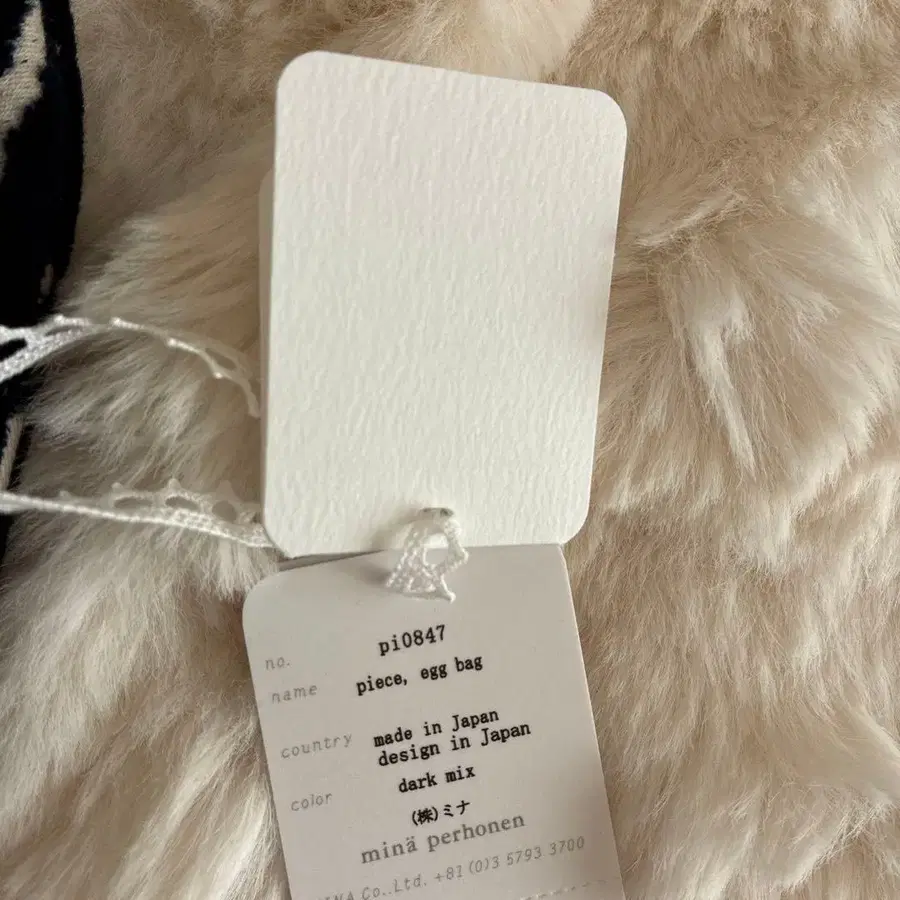 no. pi0847
name piece, egg bag
country made in Japan
design in Japan
color dark mix
(株)ミナ
minä perhonen
Co.,Ltd. +81(0)3 5793 3700